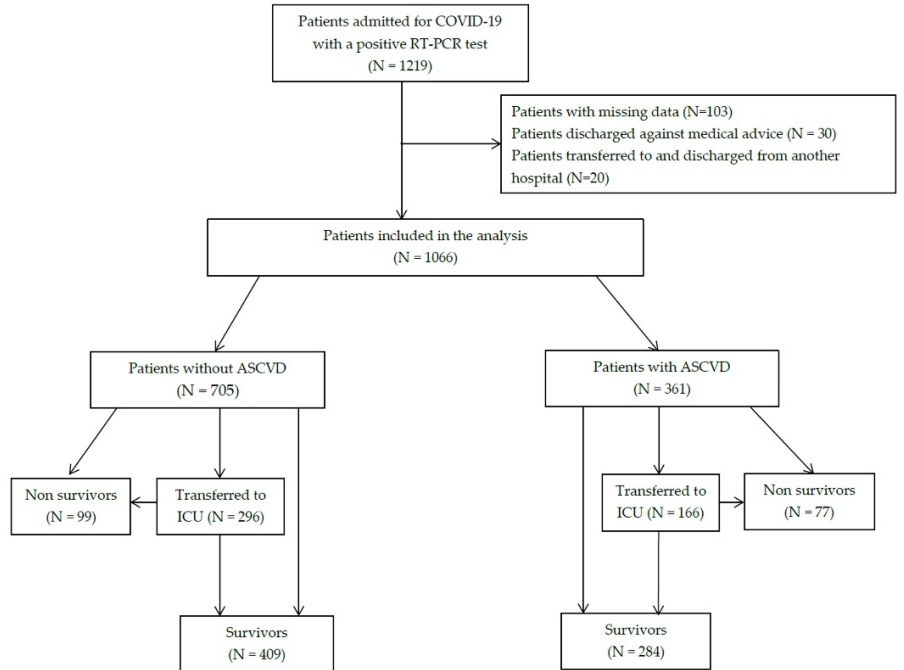 Patients admitted for COVID-19
with a positive RT-PCR test
(N = 1219)
Patients with missing data (N=103)
Patients discharged against medical advice (N = 30)
Patients transferred to and discharged from another
hospital (N=20)
Patients included in the analysis
(N = 1066)
Patients without ASCVD
(N = 705)
Patients with ASCVD
(N = 361)
Non survivors
(N = 99)
Transferred to
ICU (N = 296)
Transferred to
ICU (N = 166)
Non survivors
(N = 77)
Survivors
(N = 409)
Survivors
(N = 284)